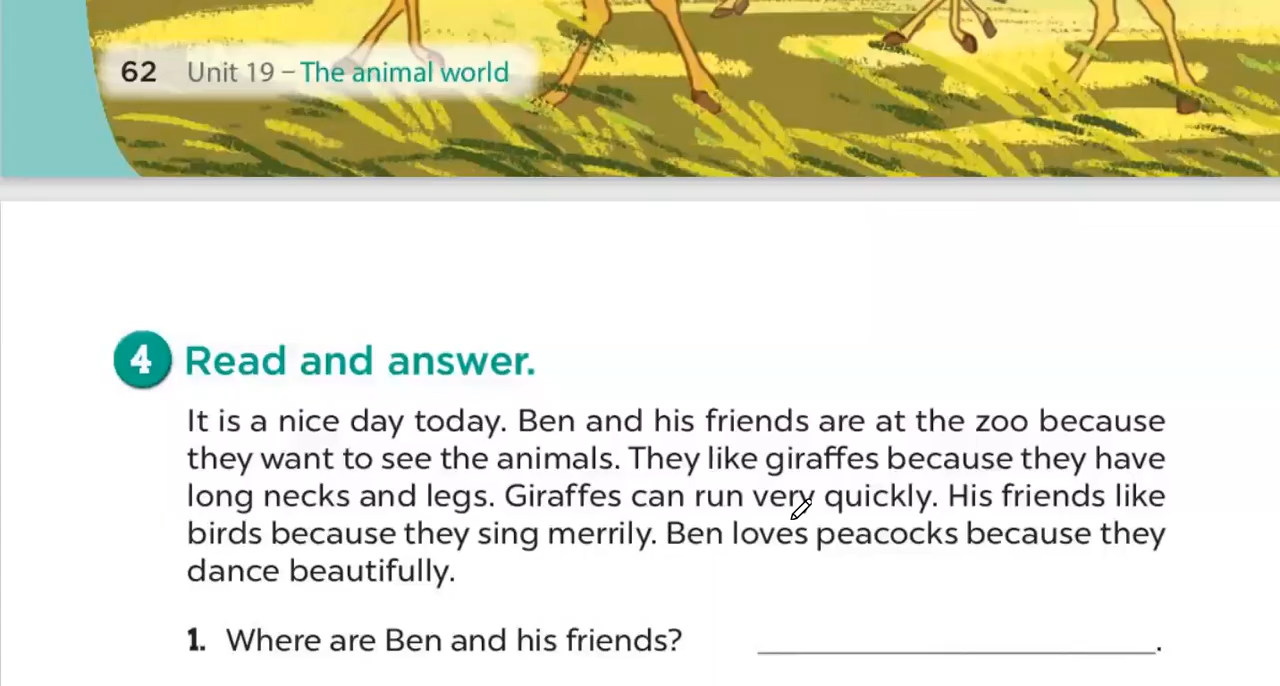 62 Unit 19 – The animal world
4 Read and answer.
It is a nice day today. Ben and his friends are at the zoo because
they want to see the animals. They like giraffes because they have
long necks and legs. Giraffes can run very quickly. His friends like
birds because they sing merrily. Ben loves peacocks because they
dance beautifully.
1. Where are Ben and his friends? ____________________.